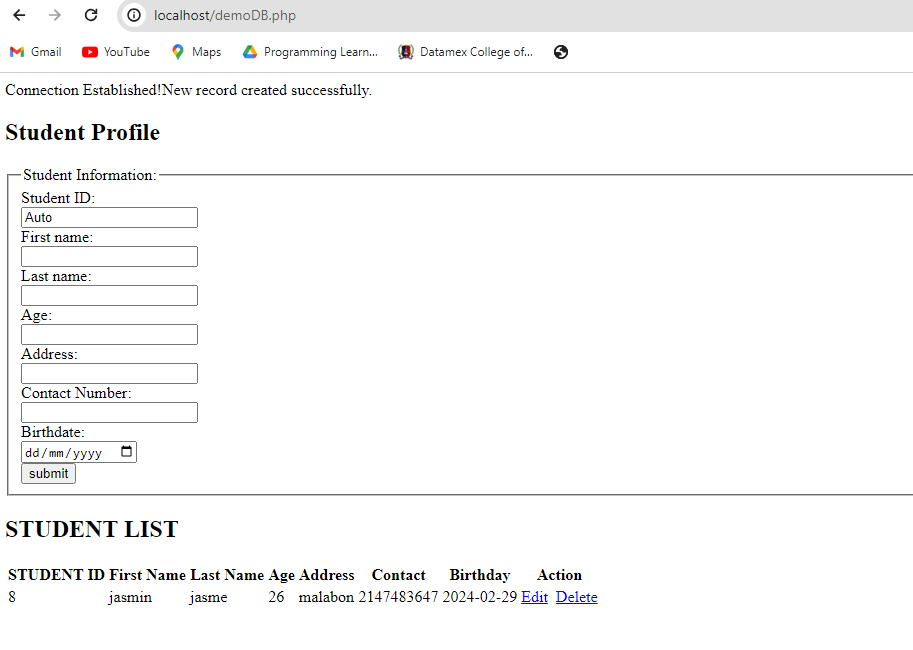 localhost/demoDB.php
Gmail YouTube Maps Programming Learn... Datamex College of...
Connection Established!New record created successfully.
Student Profile
Student Information:
Student ID:
Auto
First name:
Last name:
Age:
Address:
Contact Number:
Birthdate:
dd/mm/yyyy
submit
STUDENT LIST
STUDENT ID First Name Last Name Age Address Contact Birthday Action
8 jasmin jasme 26 malabon 2147483647 2024-02-29 Edit Delete